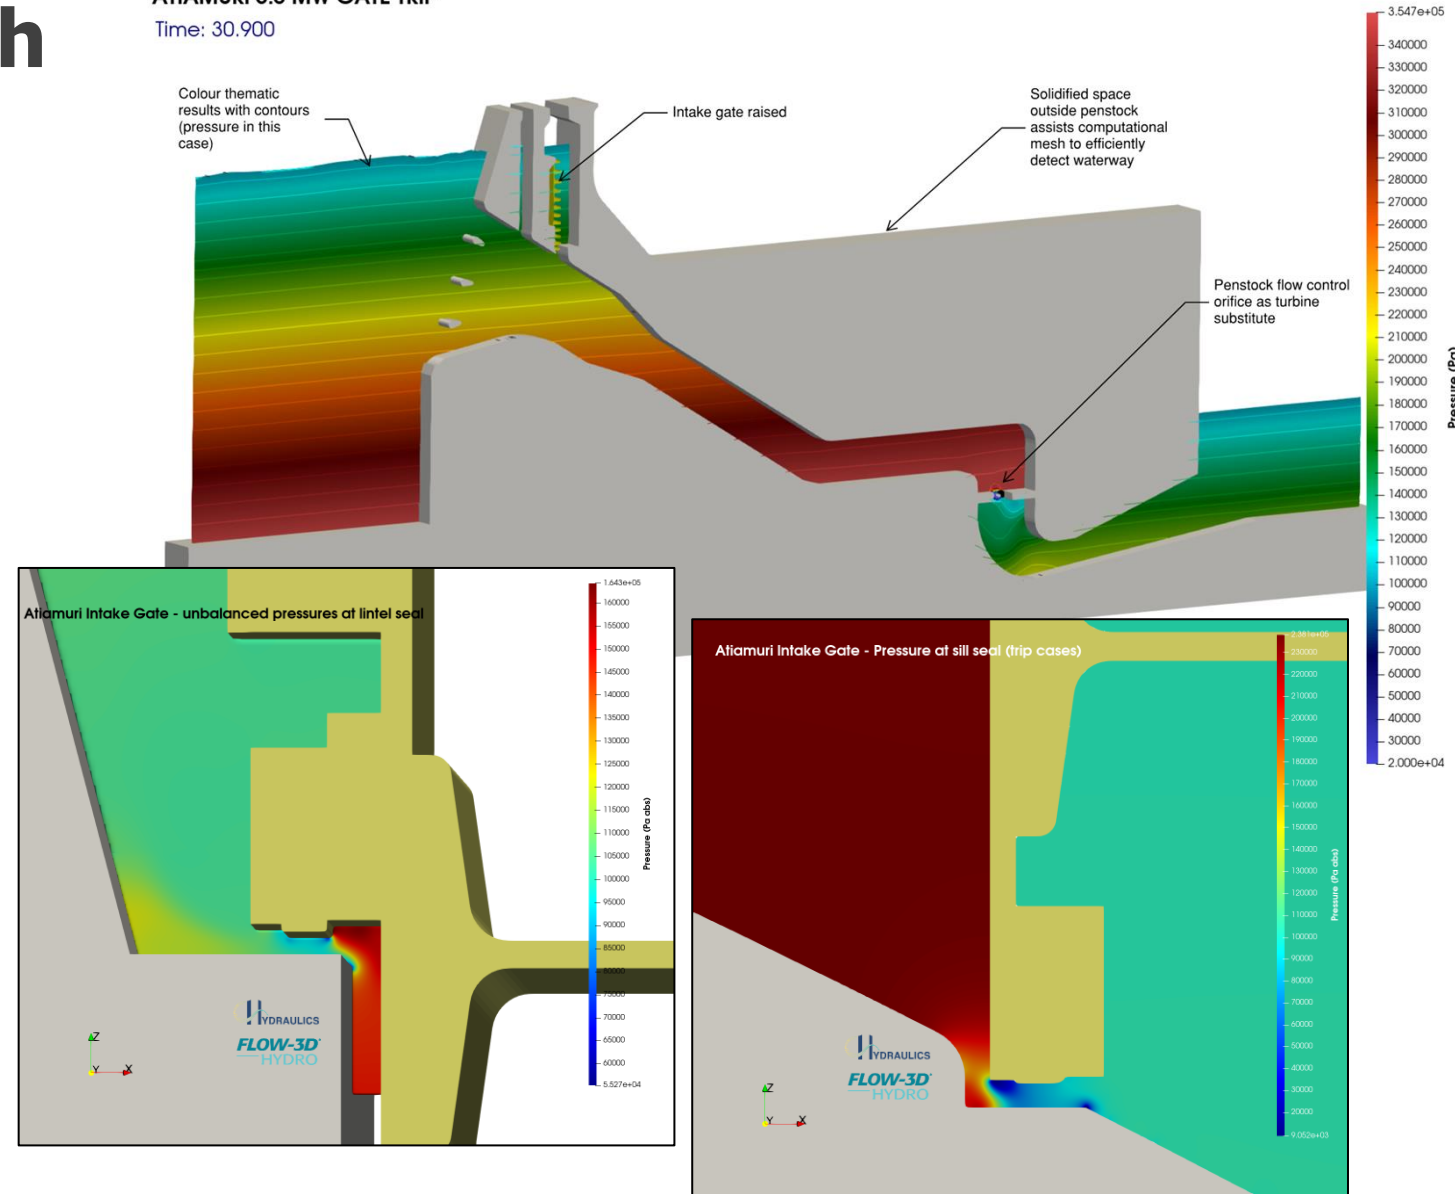 h
Time: 30.900
Colour thematic
results with contours
(pressure in this
case)
Intake gate raised
Solidified space
outside penstock
assists computational
mesh to efficiently
detect waterway
Penstock flow control
orifice as turbine
substitute
3.547e+05
340000
330000
320000
310000
300000
290000
280000
270000
260000
250000
240000
230000
220000
210000
200000
190000
180000
170000
160000
150000
140000
130000
120000
110000
100000
90000
80000
70000
60000
50000
40000
30000
2.000e+04
Pressure (Pa)
Atiamuri Intake Gate - unbalanced pressures at lintel seal
1.643e+05
160000
155000
150000
145000
140000
135000
130000
125000
120000
115000
110000
105000
100000
95000
90000
85000
80000
75000
70000
65000
60000
5.527e+04
Pressure (Pa abs)
HYDRAULICS
FLOW-3D
HYDRO
Z
Y
X
Atiamuri Intake Gate - Pressure at sill seal (trip cases)
2.381e+05
230000
220000
210000
200000
190000
180000
170000
160000
150000
140000
130000
120000
110000
100000
90000
80000
70000
60000
50000
40000
30000
20000
9.052e+03
Pressure (Pa abs)
HYDRAULICS
FLOW-3D
HYDRO
Z
Y
X